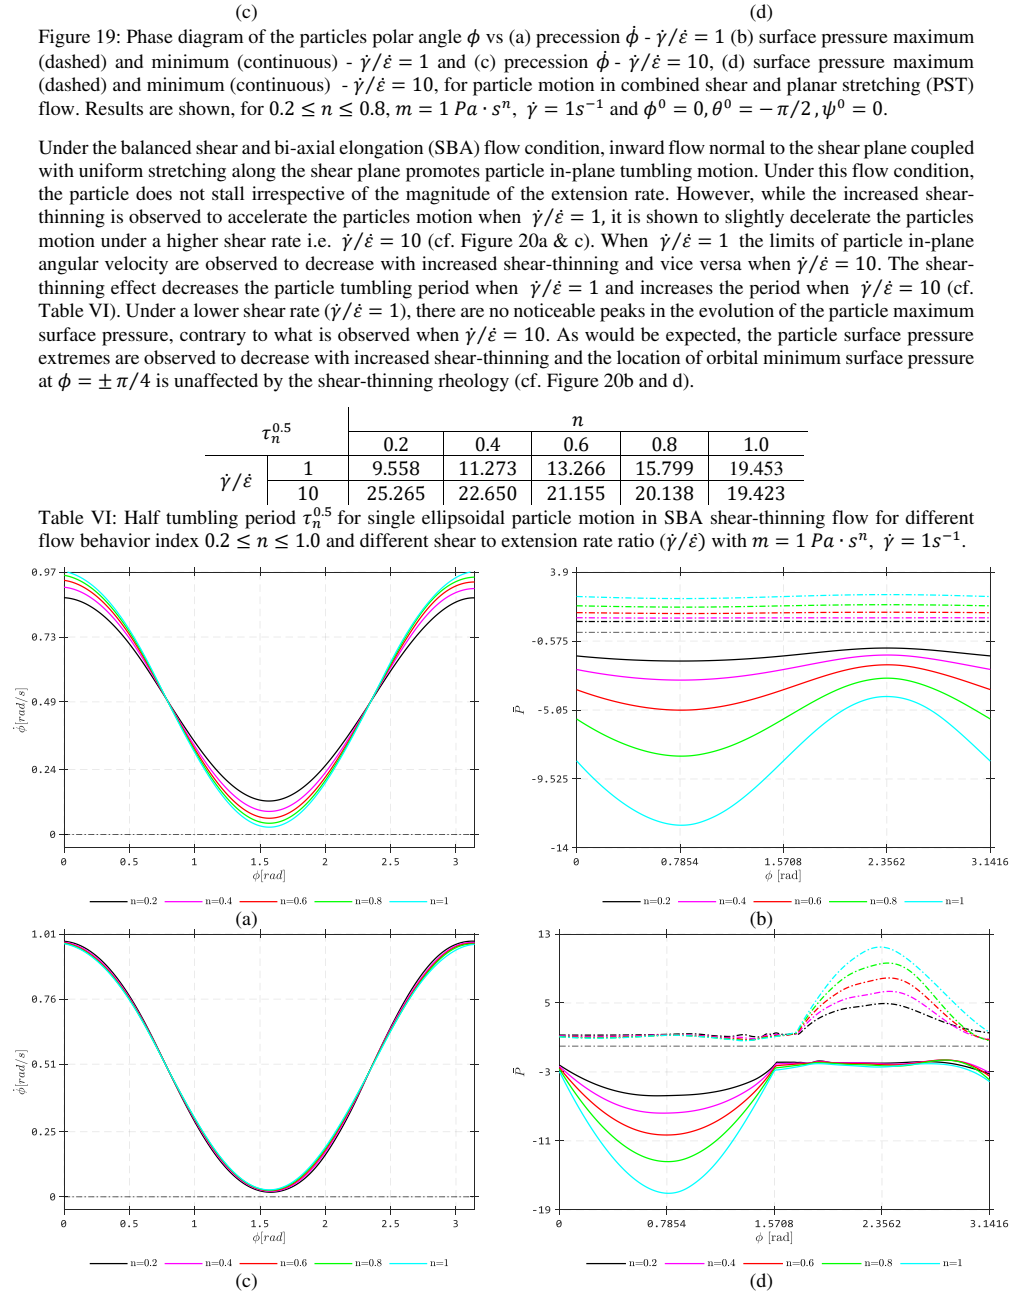 (c) (d)
Figure 19: Phase diagram of the particles polar angle ϕ vs (a) precession ϕ̇ - γ̇/ε̇ = 1 (b) surface pressure maximum
(dashed) and minimum (continuous) - γ̇/ε̇ = 1 and (c) precession ϕ̇ - γ̇/ε̇ = 10, (d) surface pressure maximum
(dashed) and minimum (continuous) - γ̇/ε̇ = 10, for particle motion in combined shear and planar stretching (PST)
flow. Results are shown, for 0.2 ≤ n ≤ 0.8, m = 1 Pa · sⁿ, γ̇ = 1s⁻¹ and ϕ⁰ = 0, θ⁰ = − π/2 , ψ⁰ = 0.
Under the balanced shear and bi-axial elongation (SBA) flow condition, inward flow normal to the shear plane coupled
with uniform stretching along the shear plane promotes particle in-plane tumbling motion. Under this flow condition,
the particle does not stall irrespective of the magnitude of the extension rate. However, while the increased shear-
thinning is observed to accelerate the particles motion when γ̇/ε̇ = 1, it is shown to slightly decelerate the particles
motion under a higher shear rate i.e. γ̇/ε̇ = 10 (cf. Figure 20a & c). When γ̇/ε̇ = 1 the limits of particle in-plane
angular velocity are observed to decrease with increased shear-thinning and vice versa when γ̇/ε̇ = 10. The shear-
thinning effect decreases the particle tumbling period when γ̇/ε̇ = 1 and increases the period when γ̇/ε̇ = 10 (cf.
Table VI). Under a lower shear rate (γ̇/ε̇ = 1), there are no noticeable peaks in the evolution of the particle maximum
surface pressure, contrary to what is observed when γ̇/ε̇ = 10. As would be expected, the particle surface pressure
extremes are observed to decrease with increased shear-thinning and the location of orbital minimum surface pressure
at ϕ = ± π/4 is unaffected by the shear-thinning rheology (cf. Figure 20b and d).
τₙ^0.5 n
0.2 0.4 0.6 0.8 1.0
γ̇/ε̇ 1 9.558 11.273 13.266 15.799 19.453
10 25.265 22.650 21.155 20.138 19.423
Table VI: Half tumbling period τₙ^0.5 for single ellipsoidal particle motion in SBA shear-thinning flow for different
flow behavior index 0.2 ≤ n ≤ 1.0 and different shear to extension rate ratio (γ̇/ε̇) with m = 1 Pa · sⁿ, γ̇ = 1s⁻¹.
0.97
0.73
0.49
0.24
0
ϕ̇[rad/s]
0 0.5 1 1.5 2 2.5 3
ϕ[rad]
n=0.2 n=0.4 n=0.6 n=0.8 n=1
(a)
3.9
-0.575
-5.05
-9.525
-14
P̄
0 0.7854 1.5708 2.3562 3.1416
ϕ [rad]
n=0.2 n=0.4 n=0.6 n=0.8 n=1
(b)
1.01
0.76
0.51
0.25
0
ϕ̇[rad/s]
0 0.5 1 1.5 2 2.5 3
ϕ[rad]
n=0.2 n=0.4 n=0.6 n=0.8 n=1
(c)
13
5
-3
-11
-19
P̄
0 0.7854 1.5708 2.3562 3.1416
ϕ [rad]
n=0.2 n=0.4 n=0.6 n=0.8 n=1
(d)